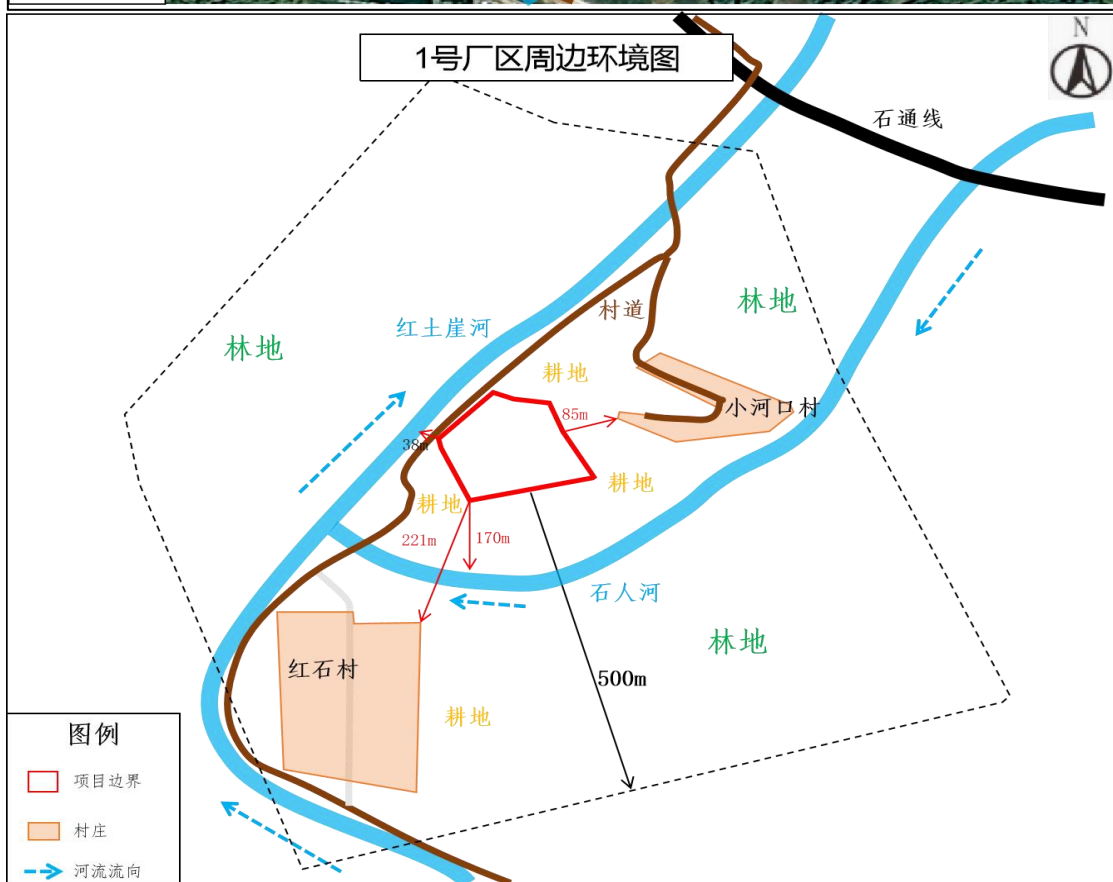 1号厂区周边环境图
N
石通线
林地
村道
红土崖河
林地
耕地
小河口村
85m
38m
耕地
耕地
221m
170m
石人河
林地
500m
红石村
耕地
图例
项目边界
村庄
河流流向